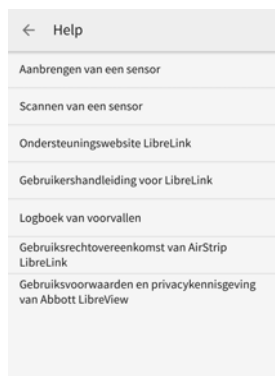 Help
Aanbrengen van een sensor
Scannen van een sensor
Ondersteuningswebsite LibreLink
Gebruikershandleiding voor LibreLink
Logboek van voorvallen
Gebruiksrechtovereenkomst van AirStrip
LibreLink
Gebruiksvoorwaarden en privacykennisgeving
van Abbott LibreView